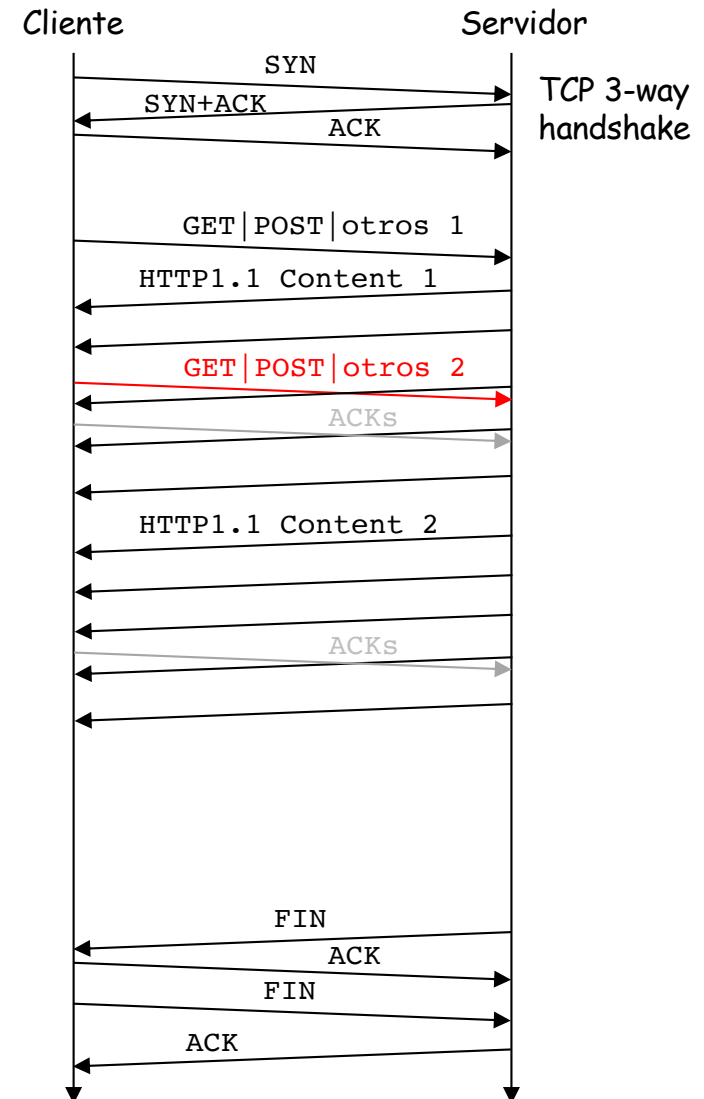 Cliente
Servidor
SYN
TCP 3-way
handshake
SYN+ACK
ACK
GET|POST|otros 1
HTTP1.1 Content 1
GET|POST|otros 2
ACKs
HTTP1.1 Content 2
ACKs
FIN
ACK
FIN
ACK